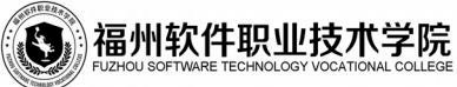 福州软件职业技术学院
FUZHOU SOFTWARE TECHNOLOGY VOCATIONAL COLLEGE